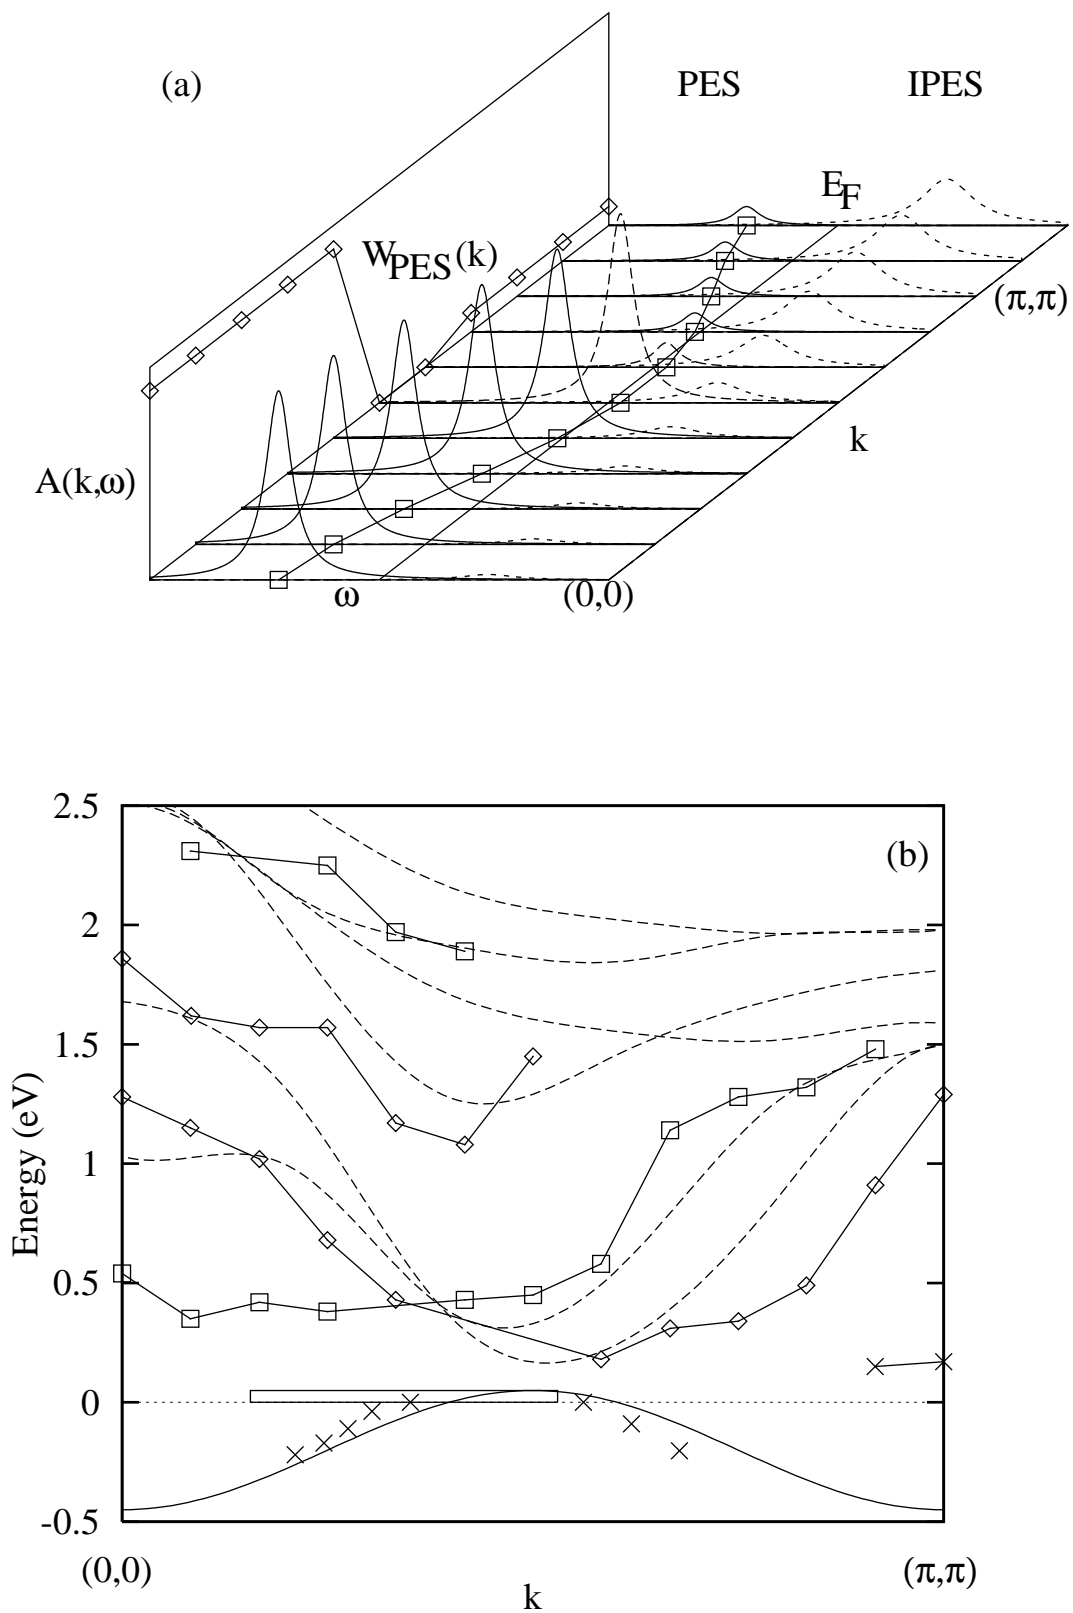 (a)
PES
IPES
E_F
W_PES(k)
(π,π)
k
A(k,ω)
ω
(0,0)
(b)
2.5
2
1.5
1
0.5
0
-0.5
Energy (eV)
(0,0)
(π,π)
k